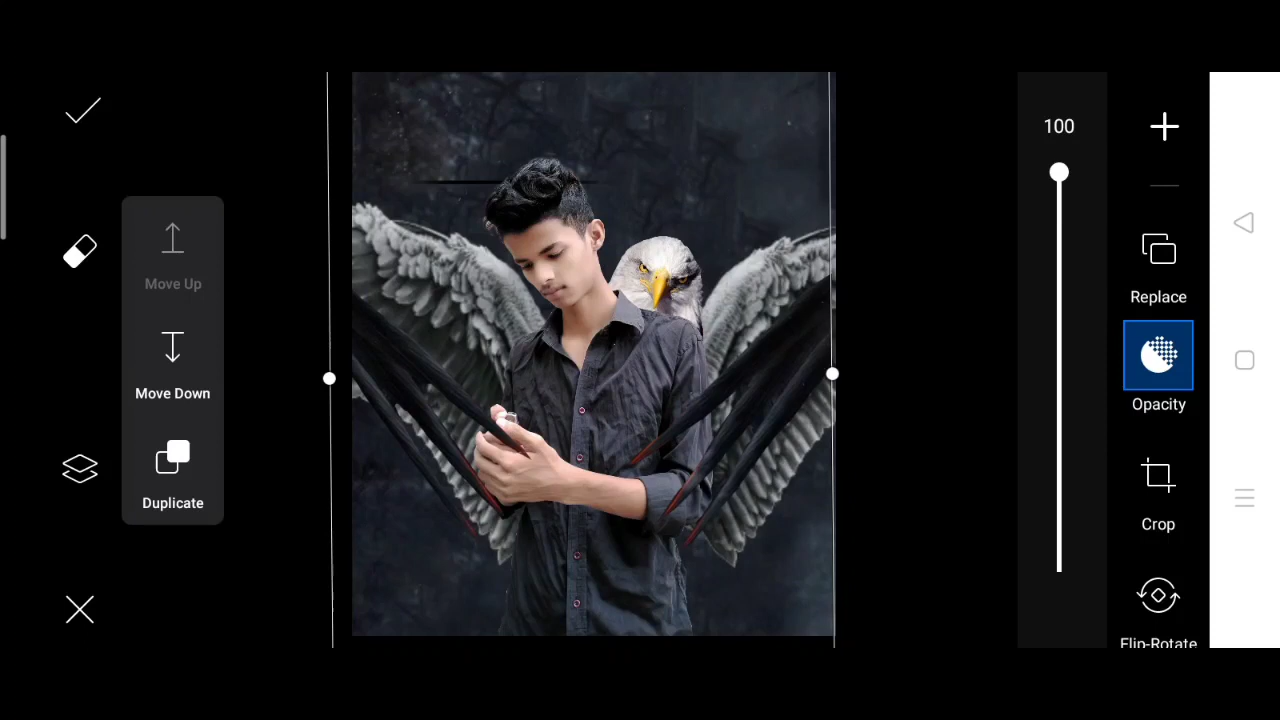 Move Up
Move Down
Duplicate
100
Replace
Opacity
Crop
Flip-Rotate